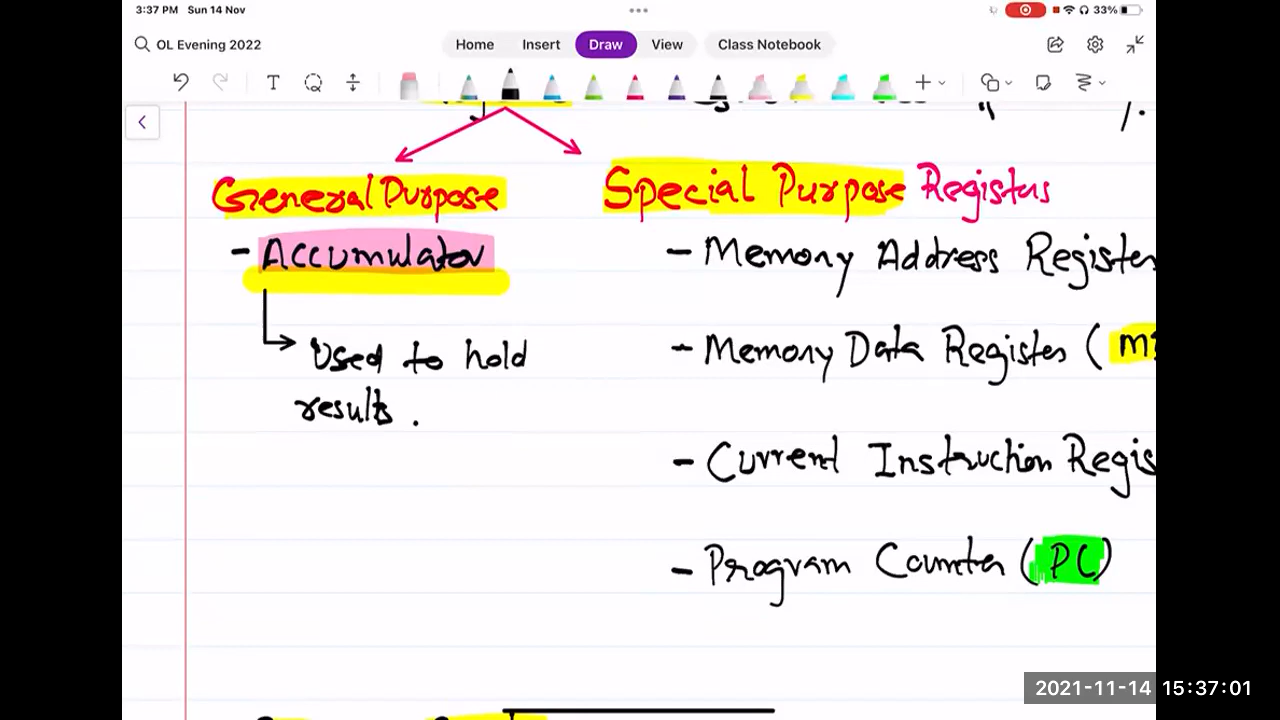 3:37 PM Sun 14 Nov
33%
OL Evening 2022
Home Insert Draw View Class Notebook
T
General Purpose
Special Purpose Registers
- Accumulator
- Memory Address Register
Used to hold
results.
- Memory Data Register (
- Current Instruction Regis
- Program Counter (PC)
2021-11-14 15:37:01